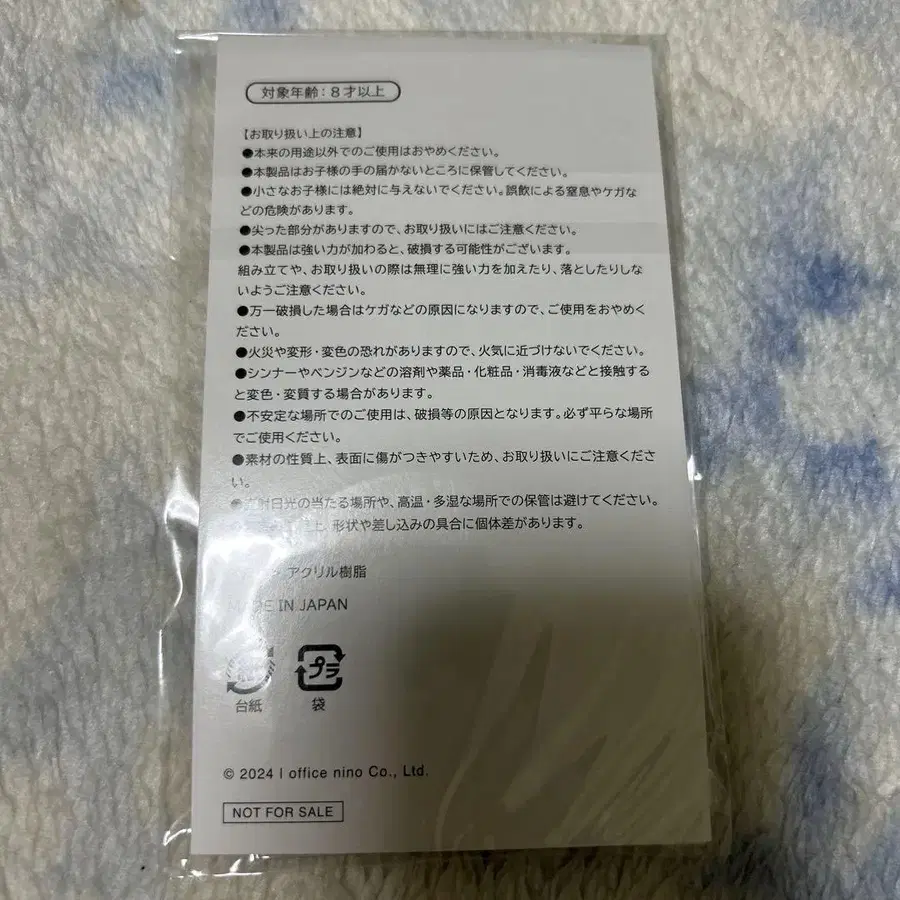 対象年齢:8才以上
【お取り扱い上の注意】
●本来の用途以外でのご使用はおやめください。
●本製品はお子様の手の届かないところに保管してください。
●小さなお子様には絶対に与えないでください。誤飲による窒息やケガな
どの危険があります。
●尖った部分がありますので、お取り扱いにはご注意ください。
●本製品は強い力が加わると、破損する可能性がございます。
組み立てや、お取り扱いの際は無理に強い力を加えたり、落としたりしな
いようご注意ください。
●万一破損した場合はケガなどの原因になりますので、ご使用をおやめく
ださい。
●火災や変形・変色の恐れがありますので、火気に近づけないでください。
●シンナーやベンジンなどの溶剤や薬品・化粧品・消毒液などと接触する
と変色・変質する場合があります。
●不安定な場所でのご使用は、破損等の原因となります。必ず平らな場所
でご使用ください。
●素材の性質上、表面に傷がつきやすいため、お取り扱いにご注意くださ
い。
●直射日光の当たる場所や、高温・多湿な場所での保管は避けてください。
上、形状や差し込みの具合に個体差があります。
アクリル樹脂
MADE IN JAPAN
プラ
台紙 袋
© 2024 I office nino Co., Ltd.
NOT FOR SALE